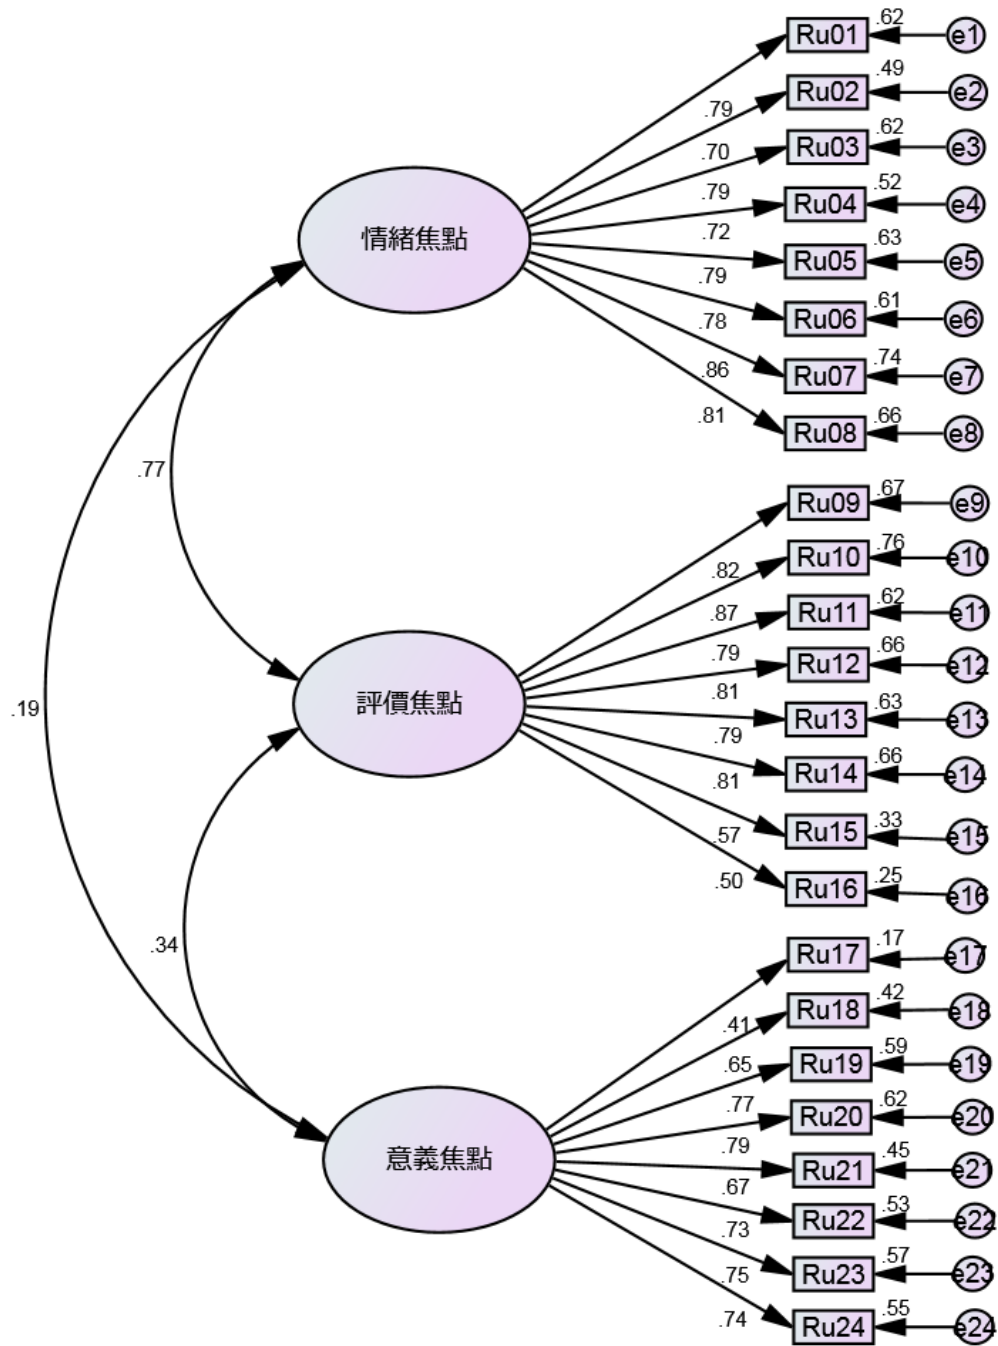 .62
Ru01 e1
.49
Ru02 e2
.79
.62
Ru03 e3
.70
.52
.79
Ru04 e4
.72
情緒焦點
.63
Ru05 e5
.79
.61
Ru06 e6
.78
.74
.86
Ru07 e7
.81
.66
Ru08 e8
.77
.67
Ru09 e9
.76
Ru10 e10
.82
.62
.87
Ru11 e11
.66
.79
Ru12 e12
.81
評價焦點
.63
.19
Ru13 e13
.79
.66
Ru14 e14
.81
.33
.57
Ru15 e15
.25
.50
Ru16 e16
.34
.17
Ru17 e17
.42
Ru18 e18
.41
.59
.65
Ru19 e19
.62
.77
Ru20 e20
.79
.45
意義焦點
Ru21 e21
.67
.53
Ru22 e22
.73
.57
.75
Ru23 e23
.55
.74
Ru24 e24